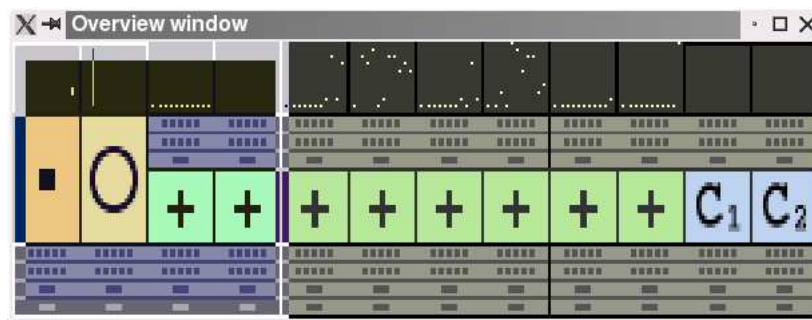 Overview window
+ + + + + + + + C₁ C₂